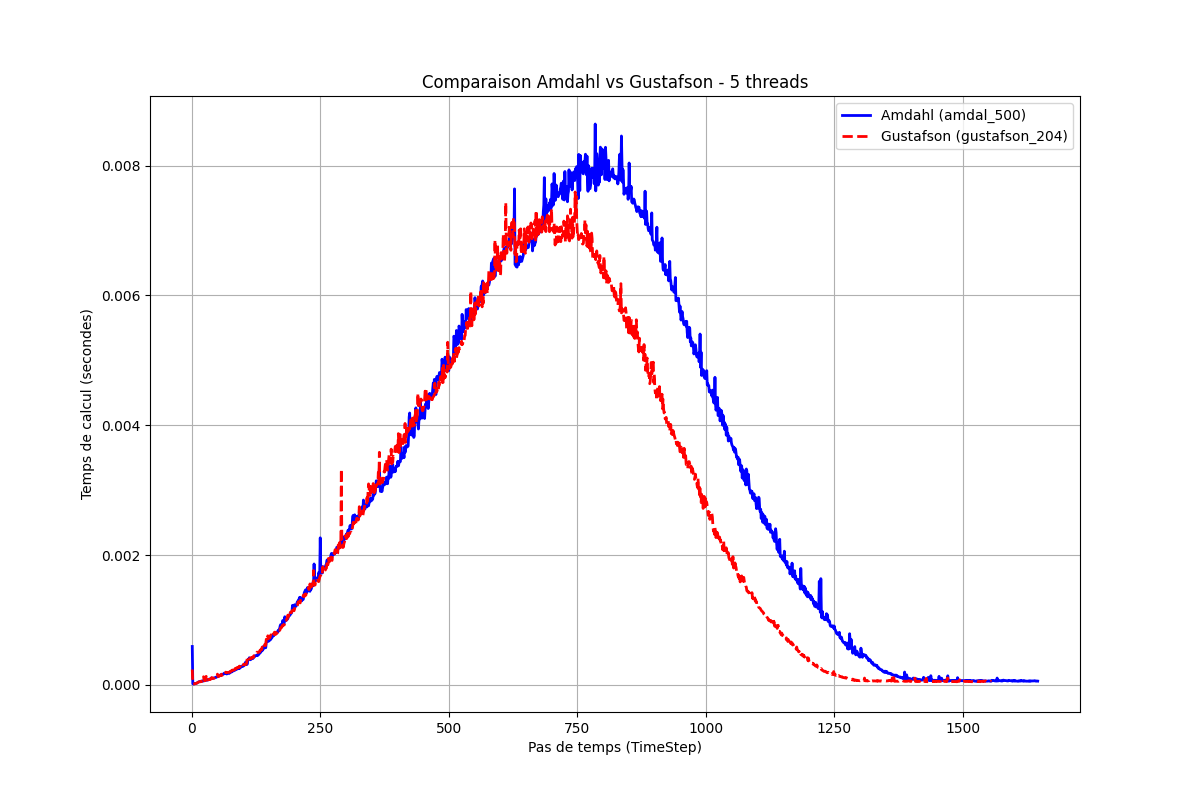 Comparaison Amdahl vs Gustafson - 5 threads
Amdahl (amdal_500)
Gustafson (gustafson_204)
Temps de calcul (secondes)
0.008
0.006
0.004
0.002
0.000
0 250 500 750 1000 1250 1500
Pas de temps (TimeStep)